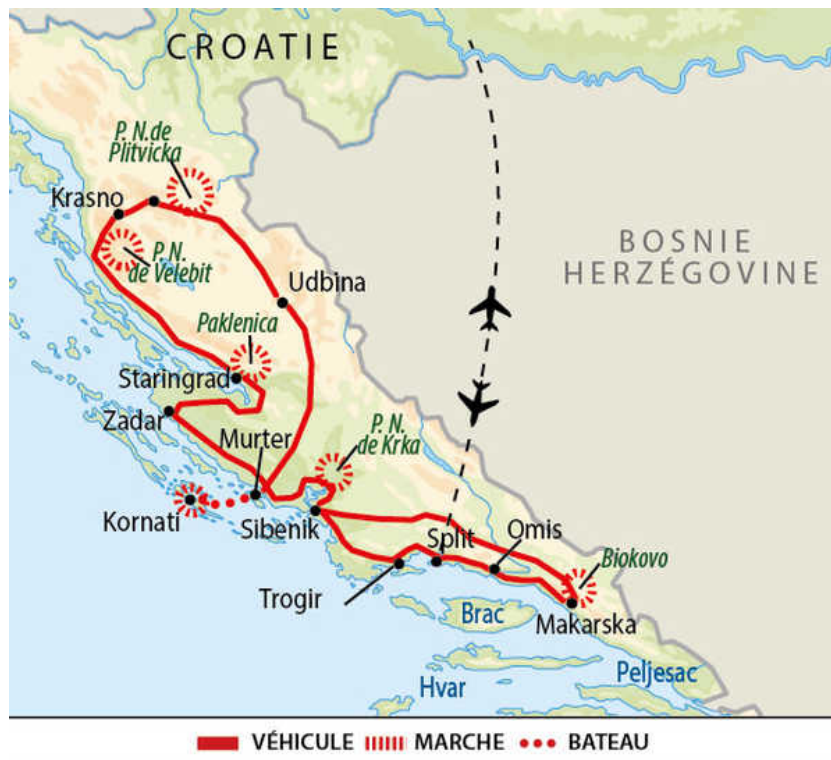 CROATIE
P. N. de
Plitvicka
Krasno
P. N.
de Velebit
BOSNIE
HERZÉGOVINE
Udbina
Paklenica
Staringrad
Zadar
Murter
P. N.
de Krka
Kornati
Sibenik
Split
Omis
Biokovo
Trogir
Brac
Makarska
Hvar
Peljesac
VÉHICULE MARCHE BATEAU